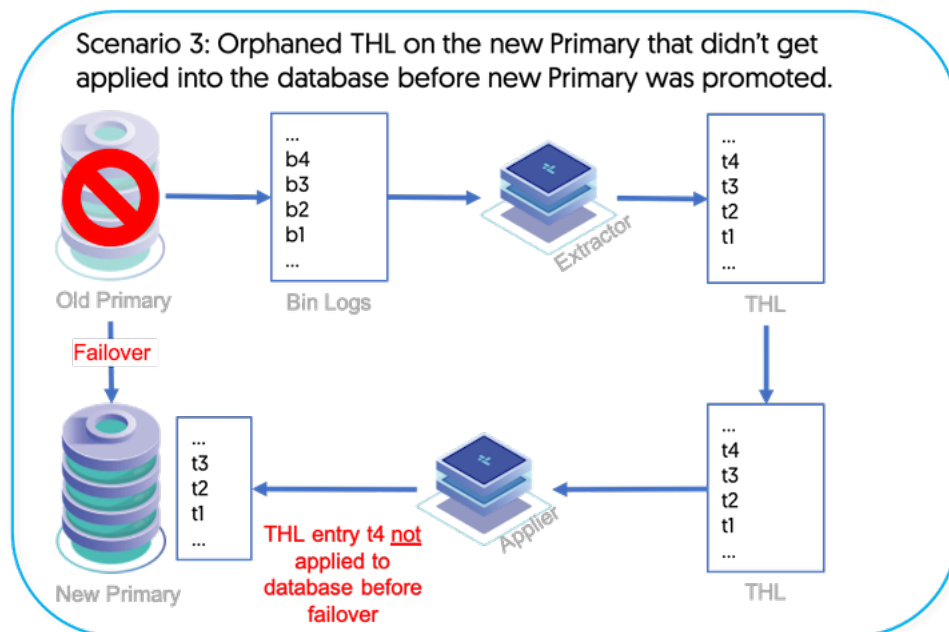 Scenario 3: Orphaned THL on the new Primary that didn't get
applied into the database before new Primary was promoted.
...
b4
b3
b2
b1
...
...
t4
t3
t2
t1
...
Old Primary
Bin Logs
Extractor
THL
Failover
...
t3
t2
t1
...
...
t4
t3
t2
t1
...
New Primary
THL entry t4 not
applied to
database before
failover
Applier
THL